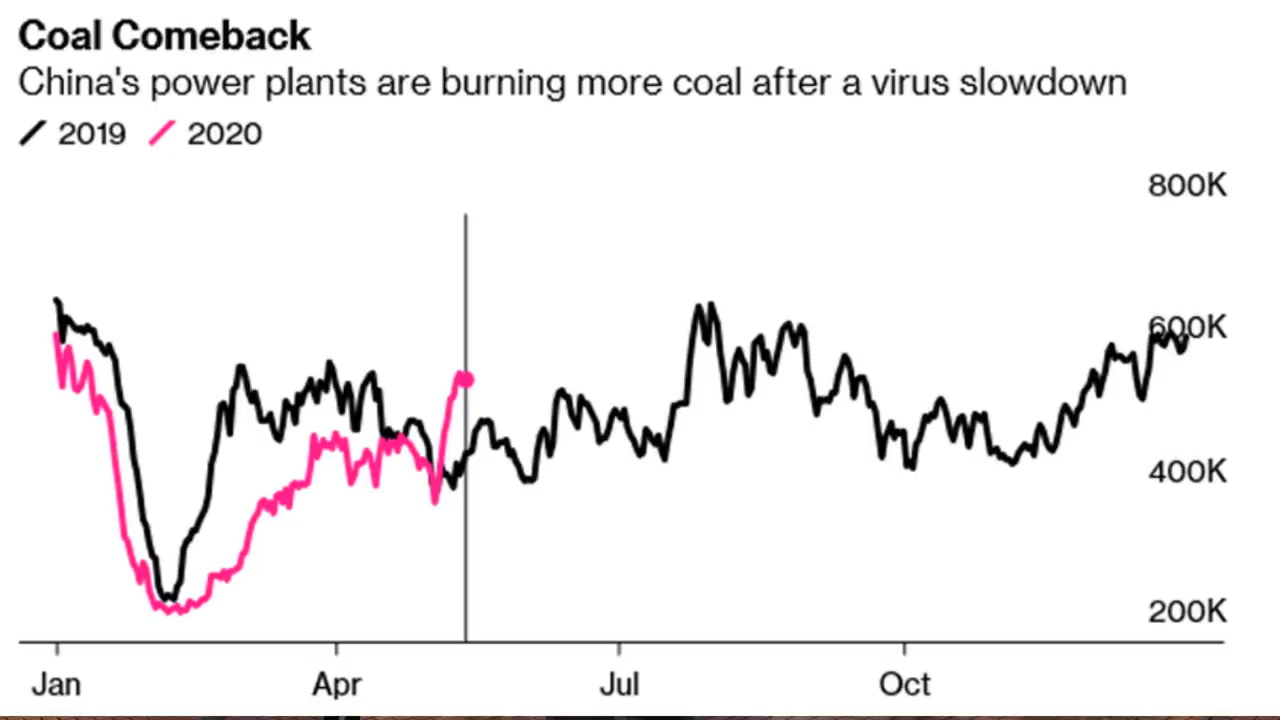 Coal Comeback
China's power plants are burning more coal after a virus slowdown
2019 2020
800K
600K
400K
200K
Jan Apr Jul Oct